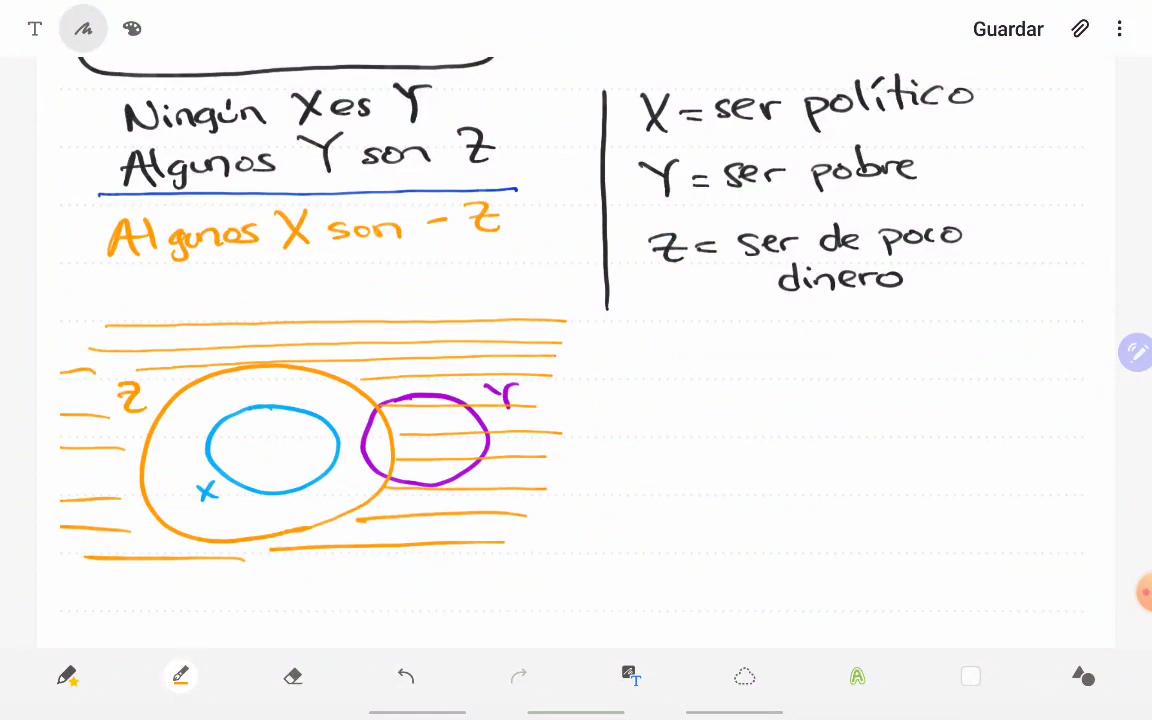 T
Guardar
Ningún X es Y
Algunos Y son Z
Algunos X son - Z
X = ser político
Y = ser pobre
Z = ser de poco
dinero
Z
Y
X
T
A